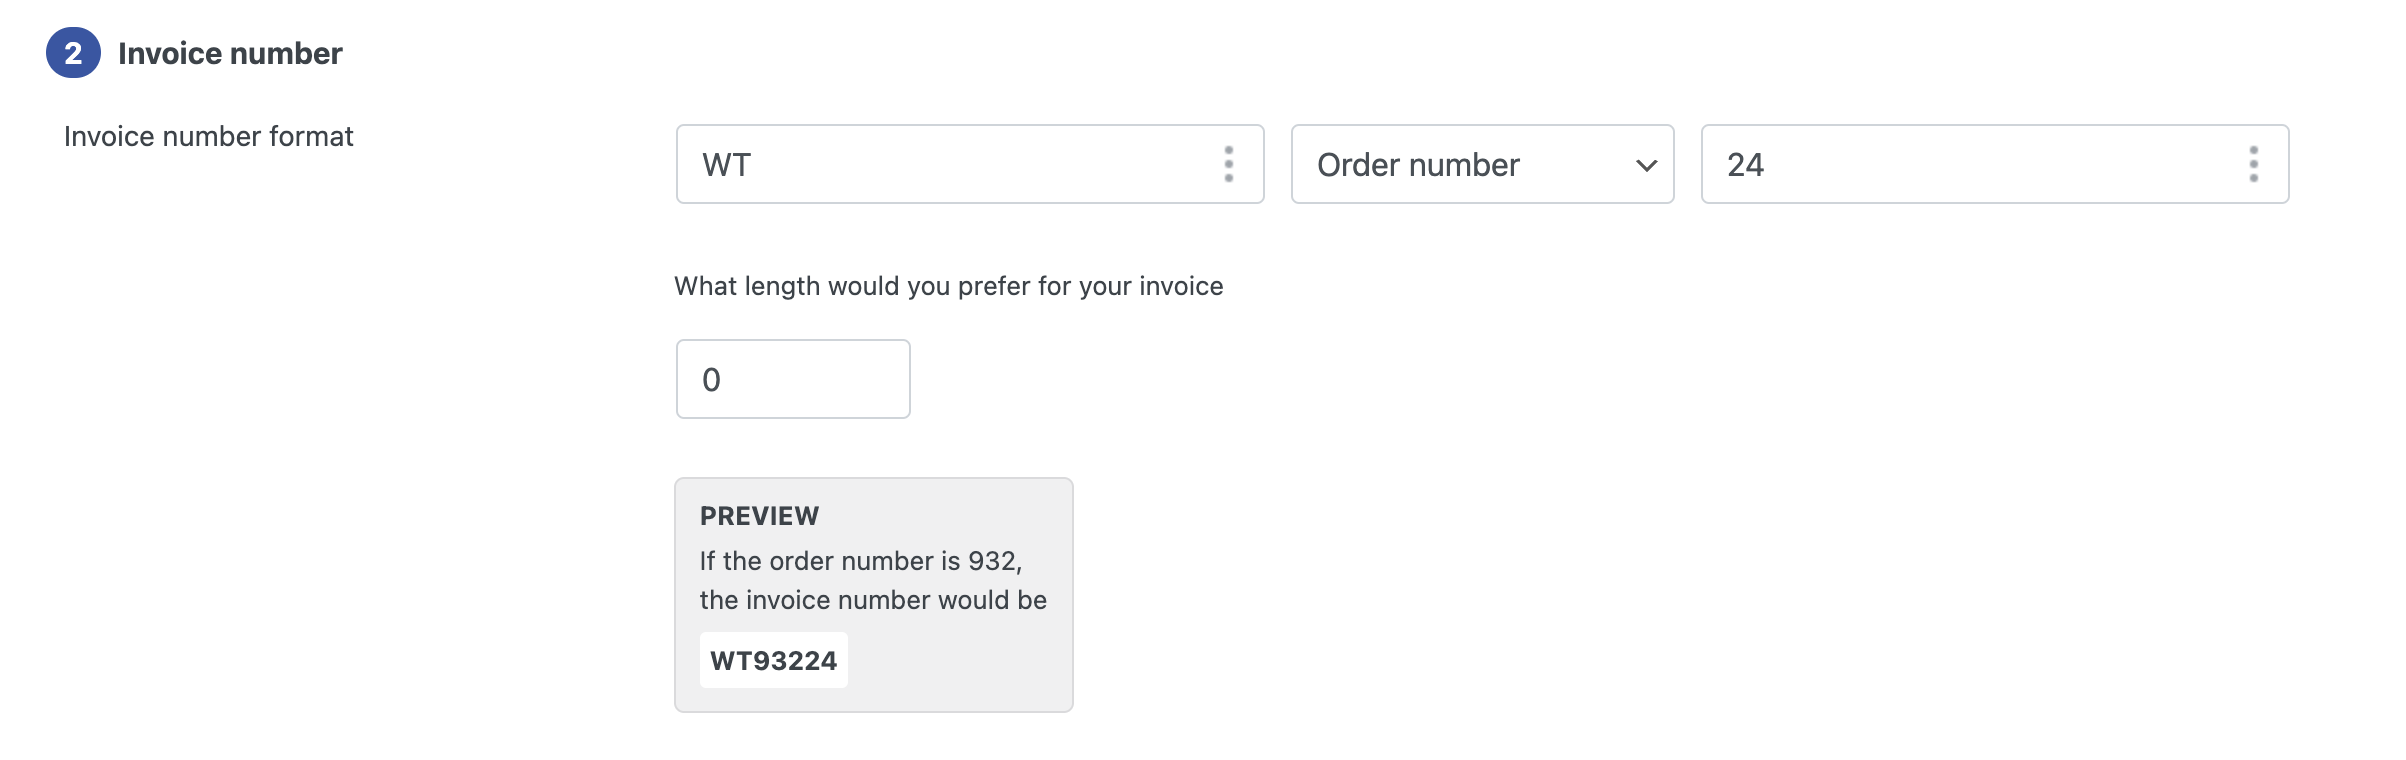 2 Invoice number
Invoice number format
WT
Order number
24
What length would you prefer for your invoice
0
PREVIEW
If the order number is 932,
the invoice number would be
WT93224